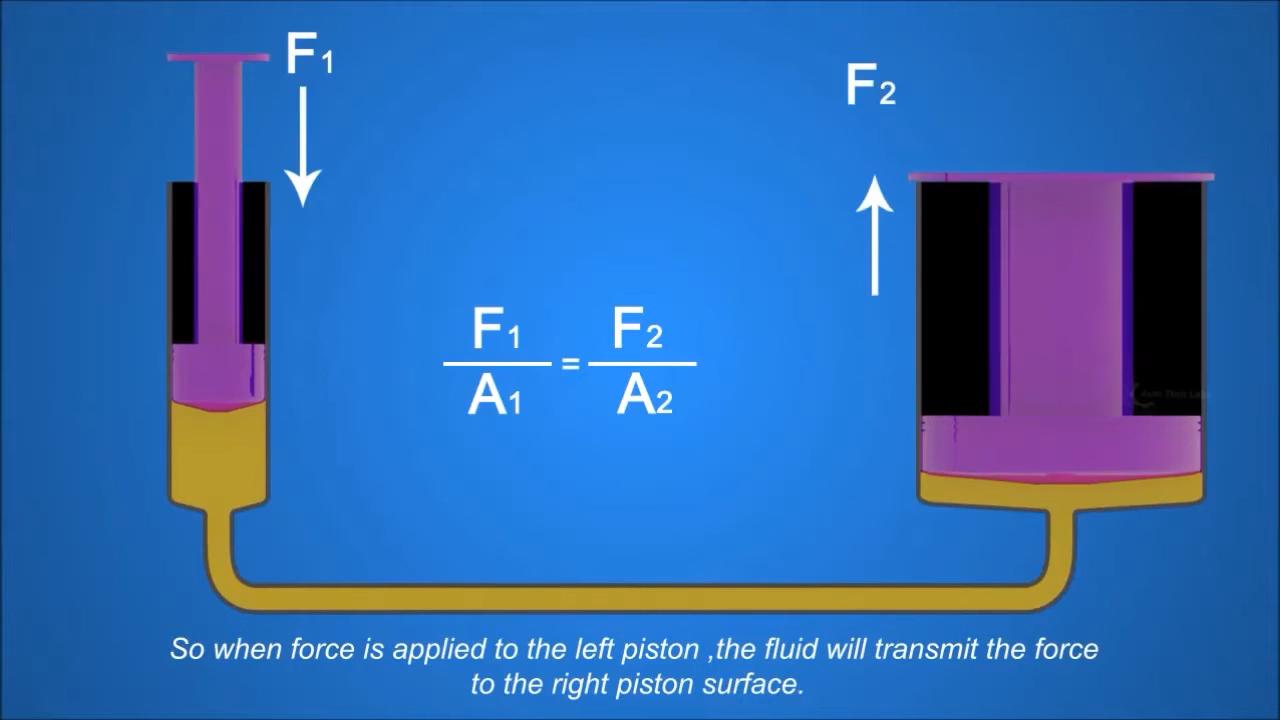 F1
F2
F1 = F2
A1 A2
So when force is applied to the left piston ,the fluid will transmit the force
to the right piston surface.